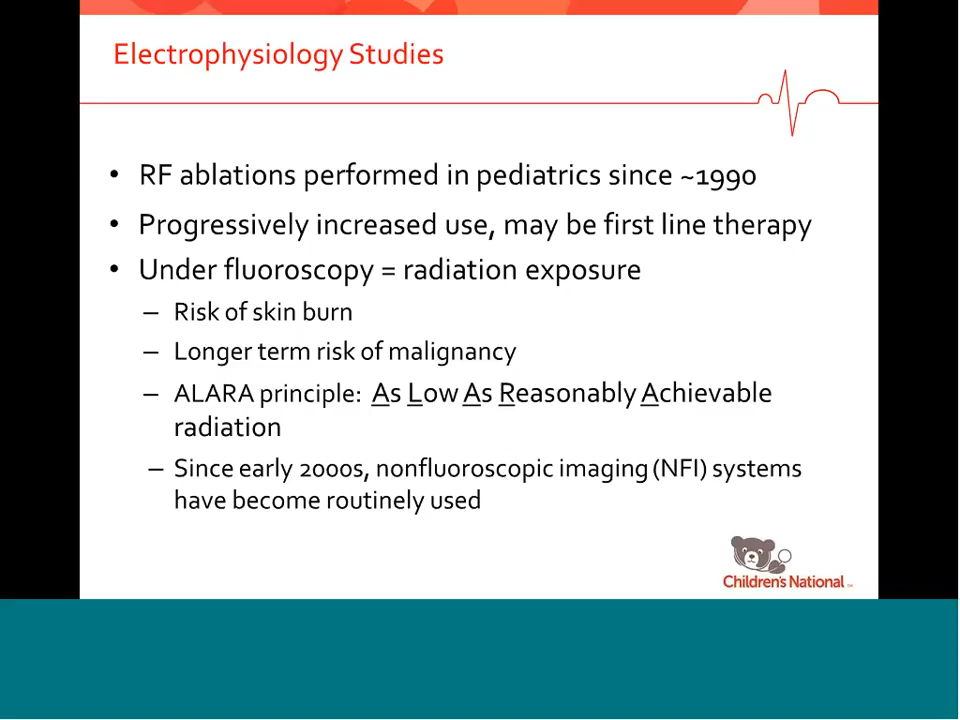 Electrophysiology Studies
• RF ablations performed in pediatrics since ~1990
• Progressively increased use, may be first line therapy
• Under fluoroscopy = radiation exposure
– Risk of skin burn
– Longer term risk of malignancy
– ALARA principle: As Low As Reasonably Achievable
radiation
– Since early 2000s, nonfluoroscopic imaging (NFI) systems
have become routinely used
Children's National